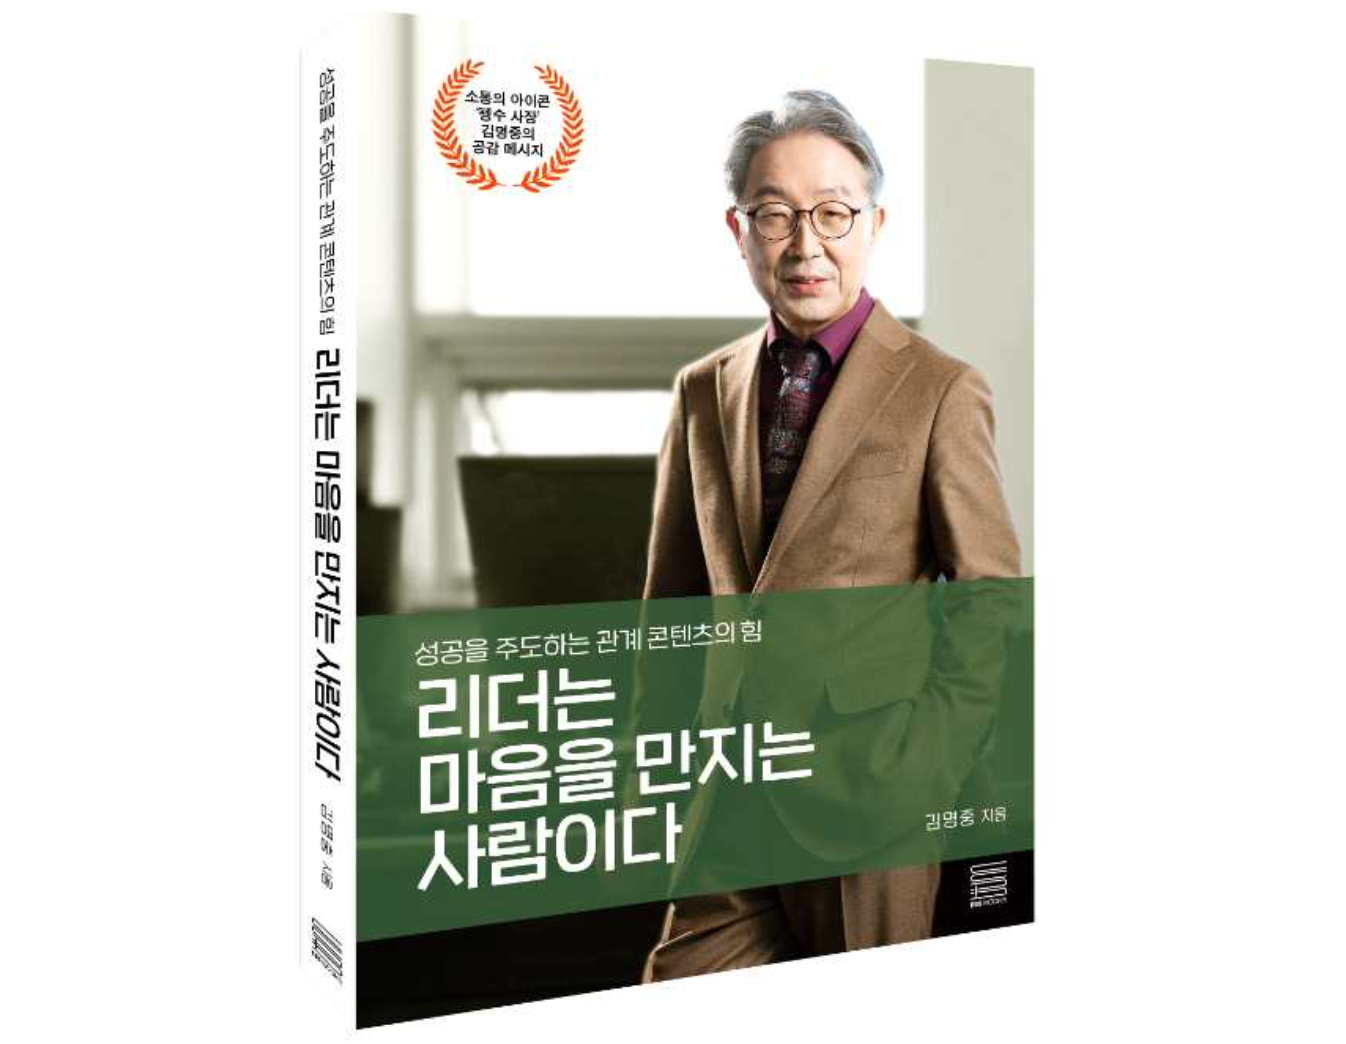 소통의 아이콘
'펭수 사장'
김명중의
공감 메시지
성공을 주도하는 관계 콘텐츠의 힘
리더는
마음을 만지는
사람이다
김명중 지음
성공을 주도하는 관계 콘텐츠의 힘 리더는 마음을 만지는 사람이다 김명중 지음